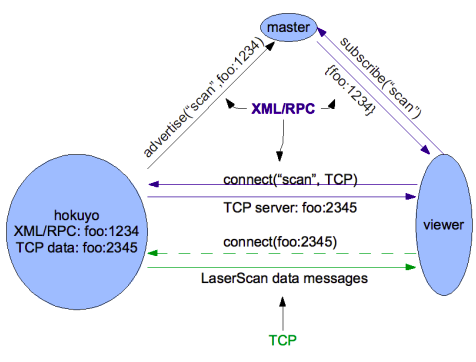 master
advertise("scan",foo:1234)
subscribe("scan")
{foo:1234}
XML/RPC
connect("scan", TCP)
TCP server: foo:2345
hokuyo
XML/RPC: foo:1234
TCP data: foo:2345
viewer
connect(foo:2345)
LaserScan data messages
TCP